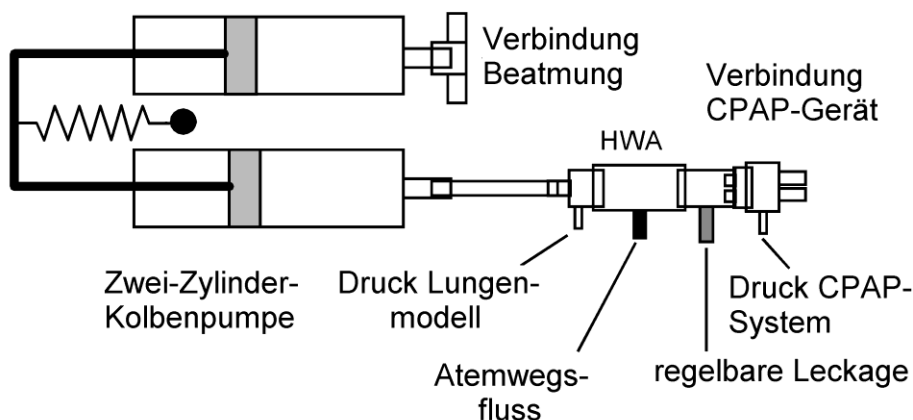 Verbindung
Beatmung
Verbindung
CPAP-Gerät
HWA
Zwei-Zylinder-
Kolbenpumpe
Druck Lungen-
modell
Druck CPAP-
System
Atemwegs-
fluss
regelbare Leckage